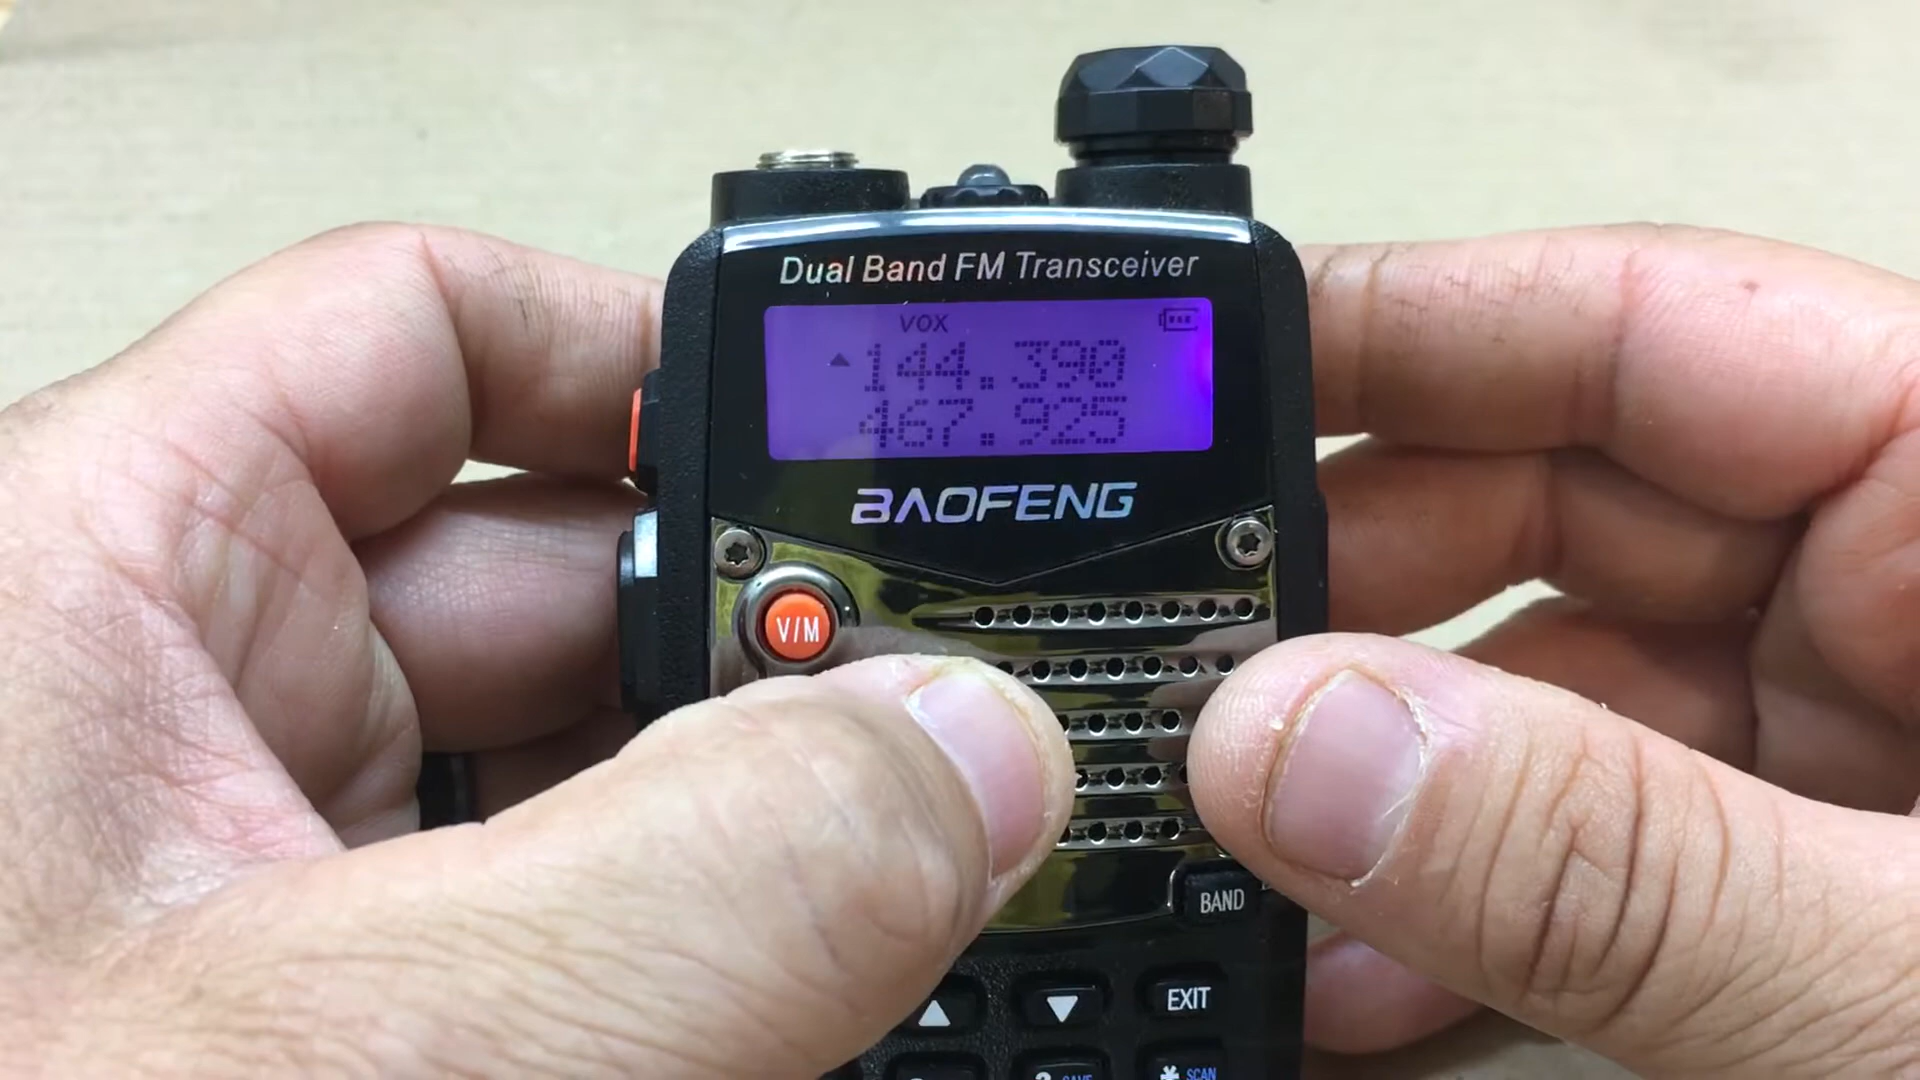 Dual Band FM Transceiver
VOX
144.390
467.925
BAOFENG
V/M
BAND
EXIT
SCAN